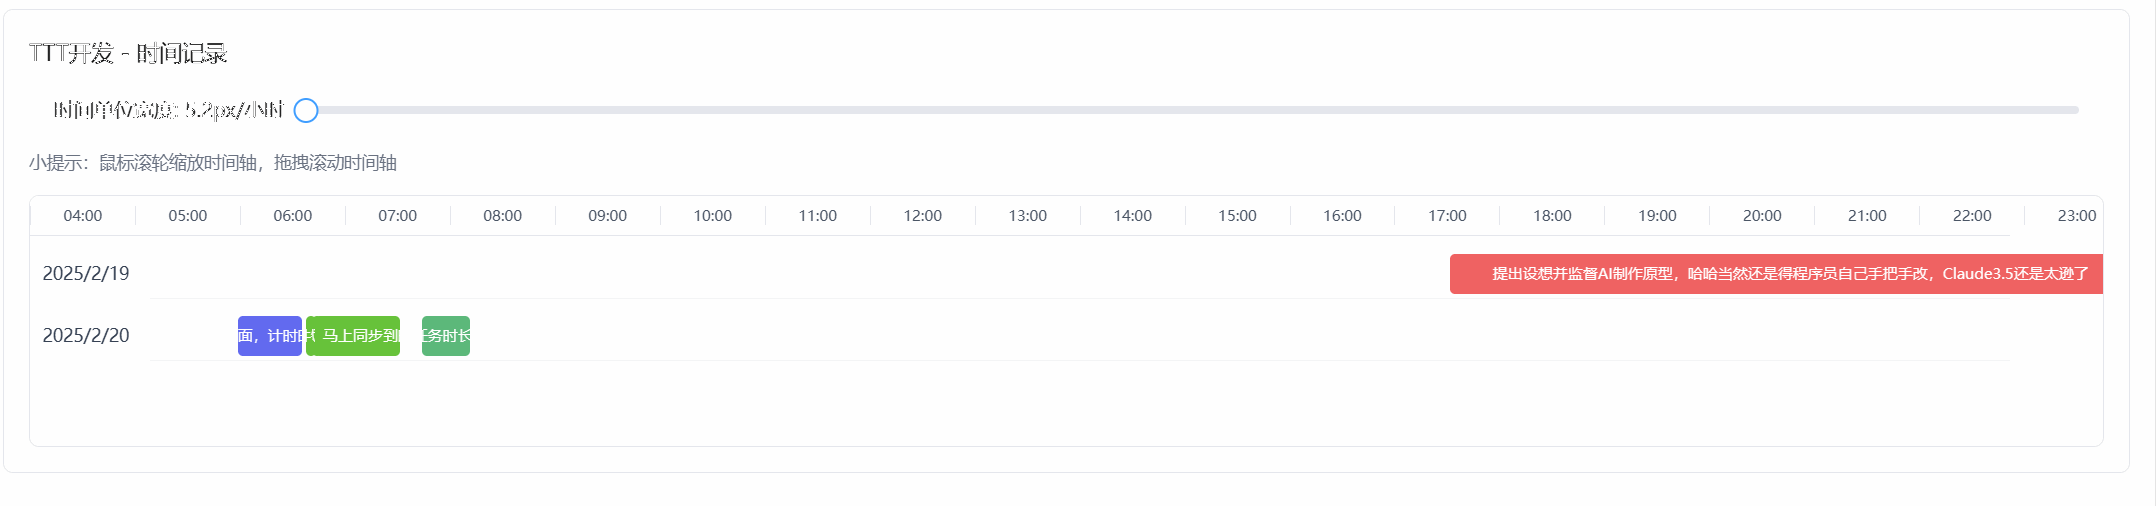 TTT开发 - 时间记录
时间单位宽度: 5.2px/小时
小提示：鼠标滚轮缩放时间轴，拖拽滚动时间轴
04:00 05:00 06:00 07:00 08:00 09:00 10:00 11:00 12:00 13:00 14:00 15:00 16:00 17:00 18:00 19:00 20:00 21:00 22:00 23:00
2025/2/19 提出设想并监督AI制作原型，哈哈当然还是得程序员自己手把手改，Claude3.5还是太逊了
2025/2/20 面，计时 马上同步到 务时长